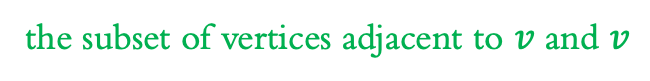 the subset of vertices adjacent to v and v